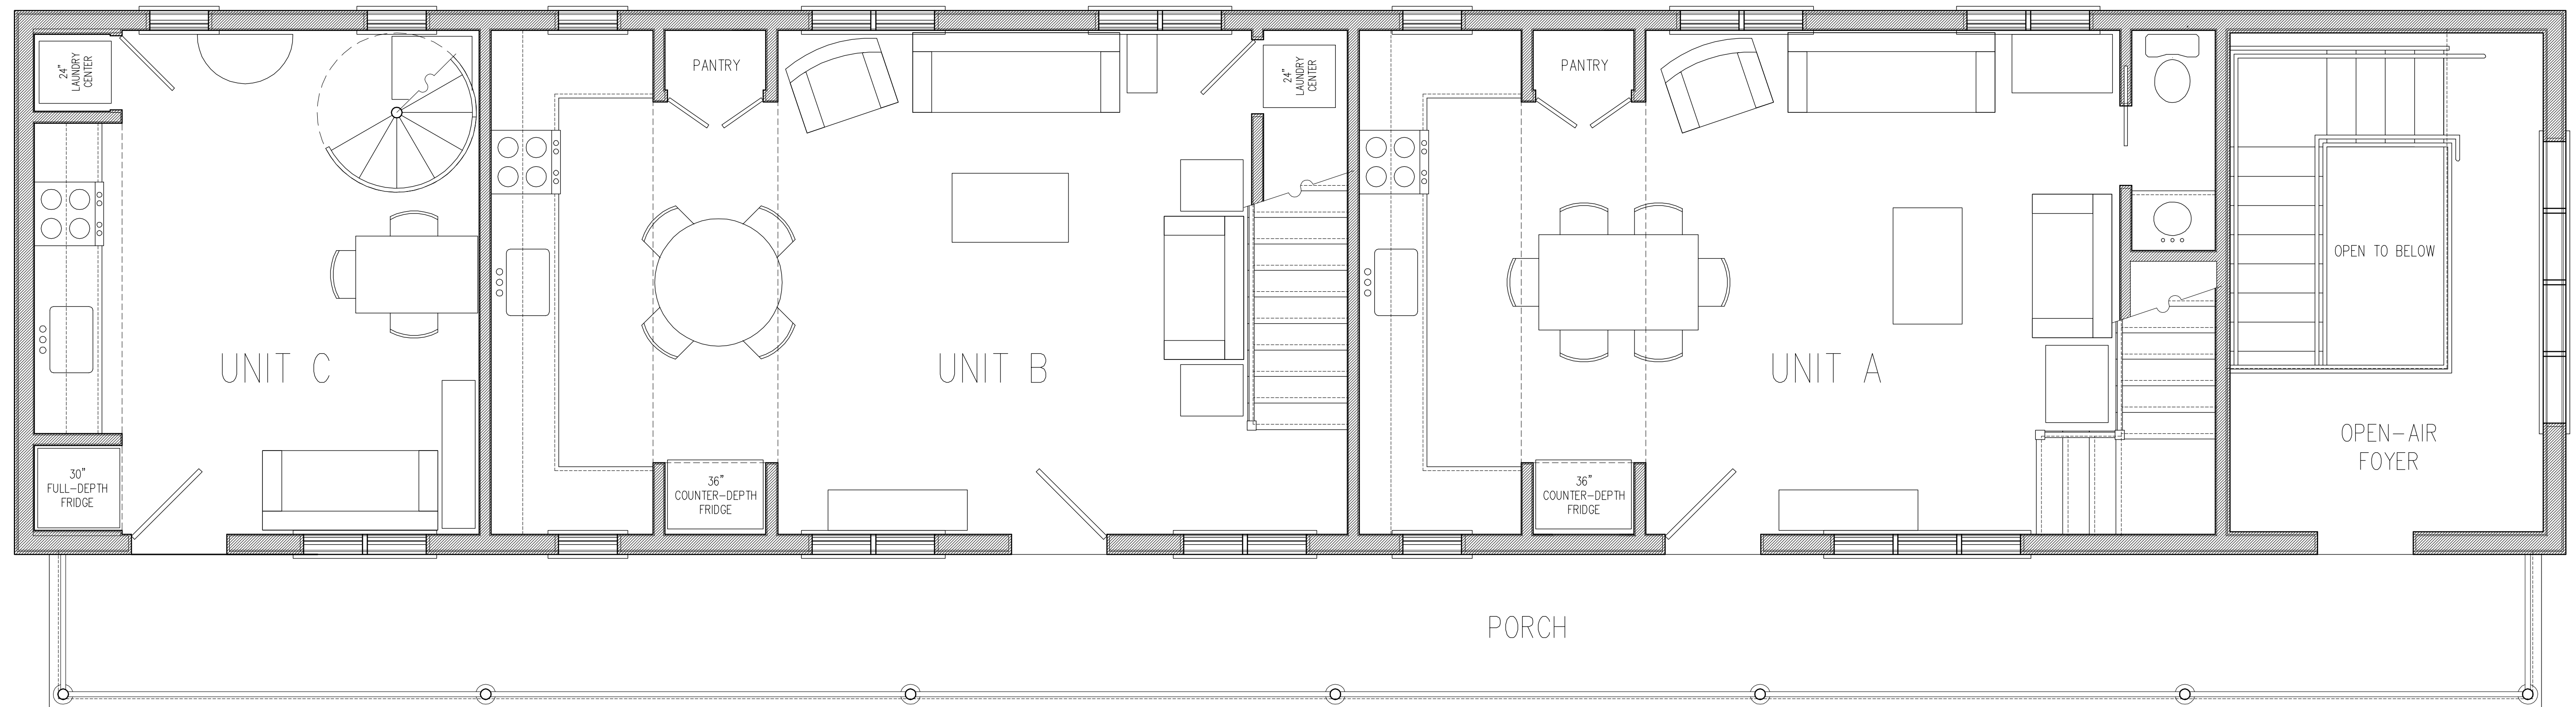 24"
LAUNDRY
CENTER
PANTRY
24"
LAUNDRY
CENTER
PANTRY
OPEN TO BELOW
UNIT C
UNIT B
UNIT A
OPEN-AIR
FOYER
30"
FULL-DEPTH
FRIDGE
36"
COUNTER-DEPTH
FRIDGE
36"
COUNTER-DEPTH
FRIDGE
PORCH